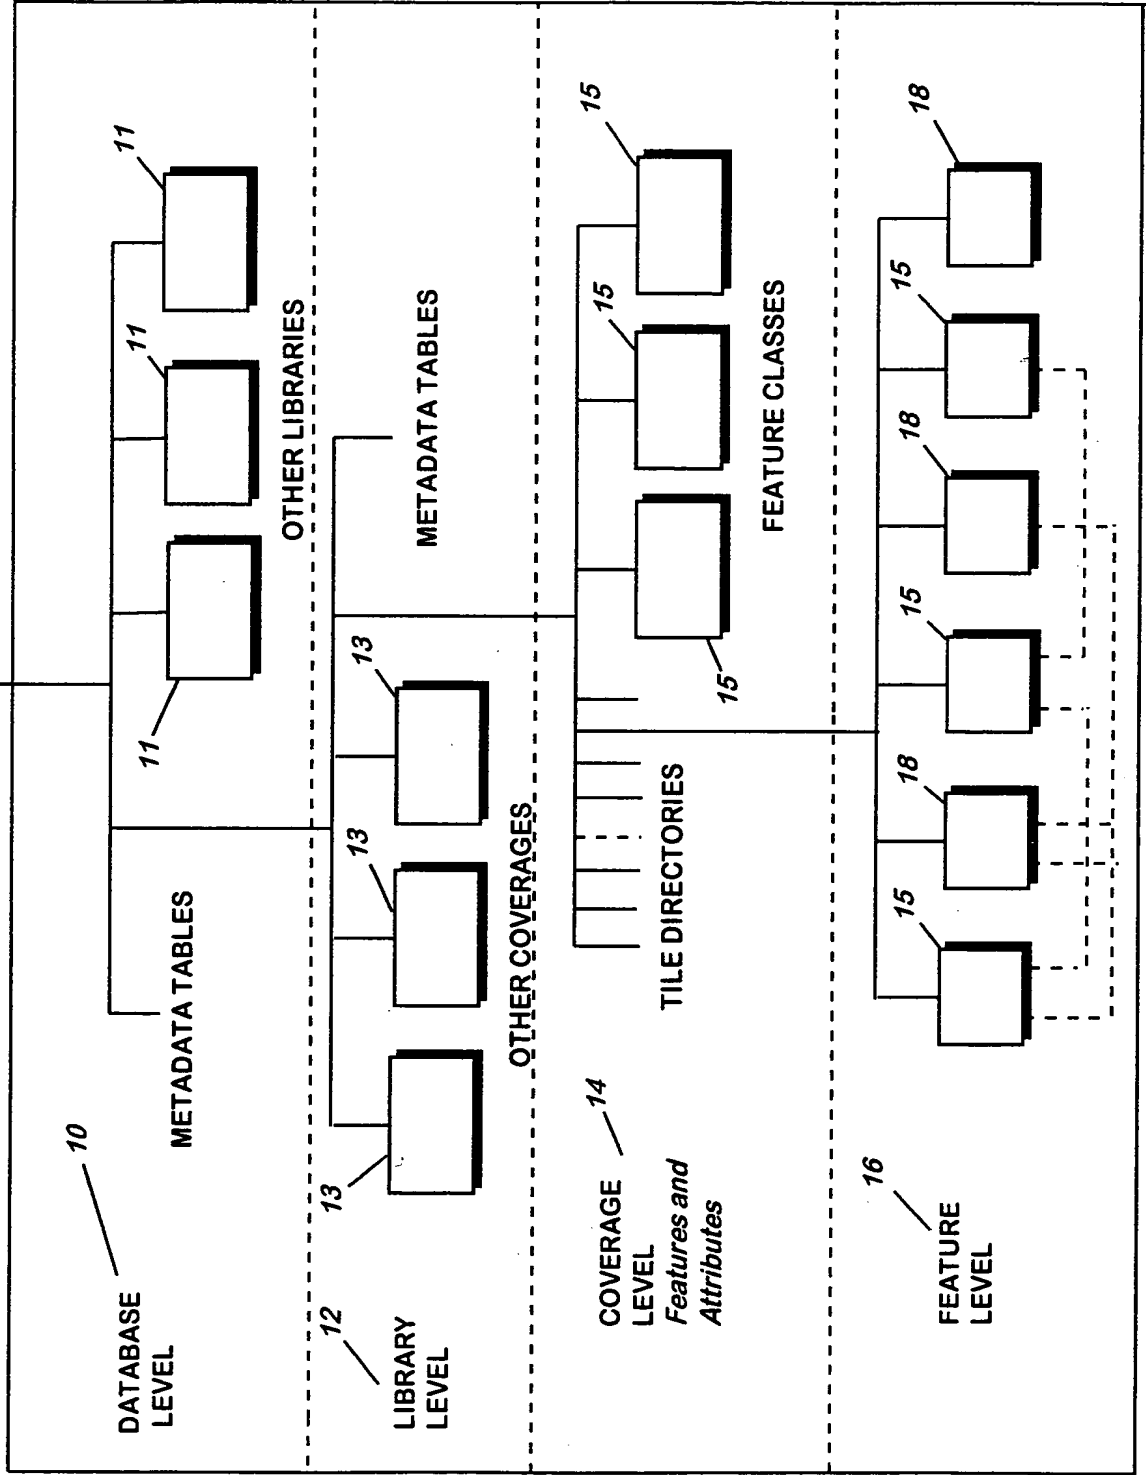 DATABASE
LEVEL
10
METADATA TABLES
11
11
11
OTHER LIBRARIES
LIBRARY
LEVEL
12
13
13
13
OTHER COVERAGES
METADATA TABLES
COVERAGE
LEVEL
Features and
Attributes
14
TILE DIRECTORIES
15
15
15
FEATURE CLASSES
FEATURE
LEVEL
16
15
18
15
18
15
18